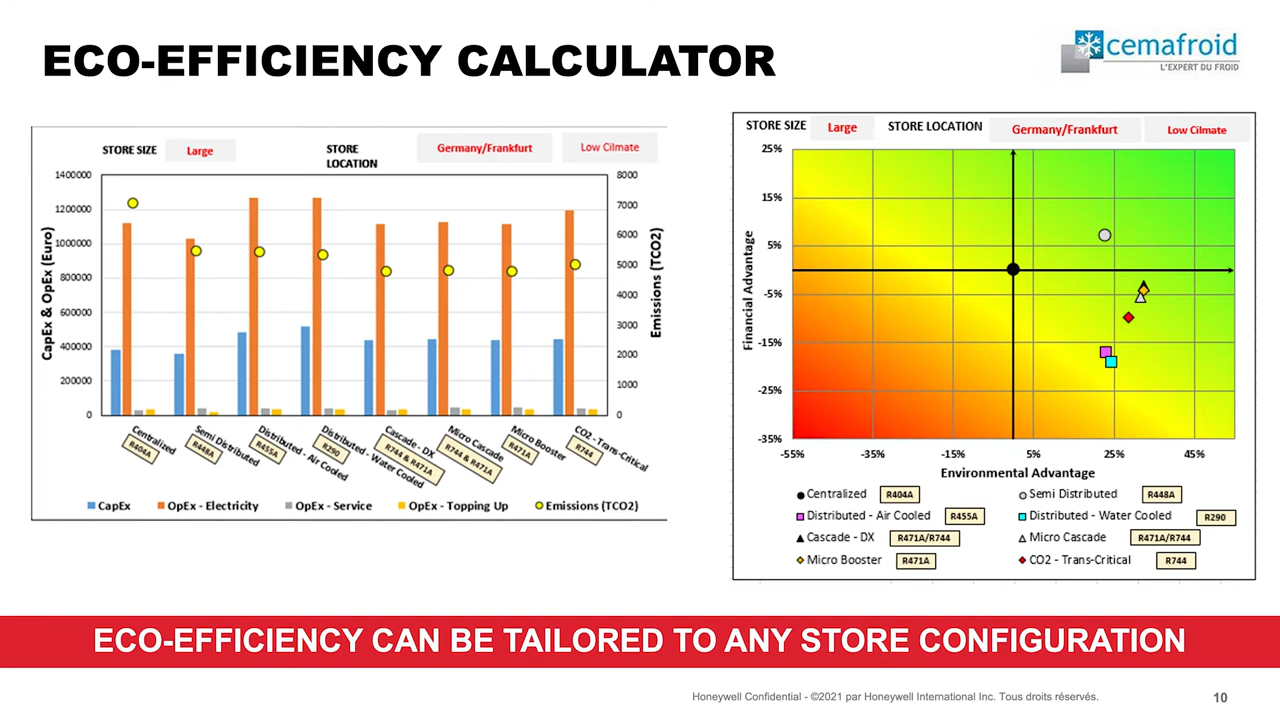 ECO-EFFICIENCY CALCULATOR
cemafroid
L'EXPERT DU FROID
STORE SIZE
Large
STORE
LOCATION
Germany/Frankfurt
Low Cilmate
CapEx & OpEx (Euro)
1400000
1200000
1000000
800000
600000
400000
200000
0
8000
7000
6000
5000
4000
3000
2000
1000
0
Emissions (TCO2)
Centralized
R404A
Semi Distributed
R448A
Distributed - Air Cooled
R455A
Distributed - Water Cooled
R290
Cascade - DX
R744 & R471A
Micro Cascade
R744 & R471A
Micro Booster
R471A
CO2 - Trans-Critical
R744
CapEx
OpEx - Electricity
OpEx - Service
OpEx - Topping Up
Emissions (TCO2)
STORE SIZE
Large
STORE LOCATION
Germany/Frankfurt
Low Cilmate
Financial Advantage
25%
15%
5%
-5%
-15%
-25%
-35%
-55%
-35%
-15%
5%
25%
45%
Environmental Advantage
Centralized R404A
Semi Distributed R448A
Distributed - Air Cooled R455A
Distributed - Water Cooled R290
Cascade - DX R471A/R744
Micro Cascade R471A/R744
Micro Booster R471A
CO2 - Trans-Critical R744
ECO-EFFICIENCY CAN BE TAILORED TO ANY STORE CONFIGURATION
Honeywell Confidential - ©2021 par Honeywell International Inc. Tous droits réservés.
10